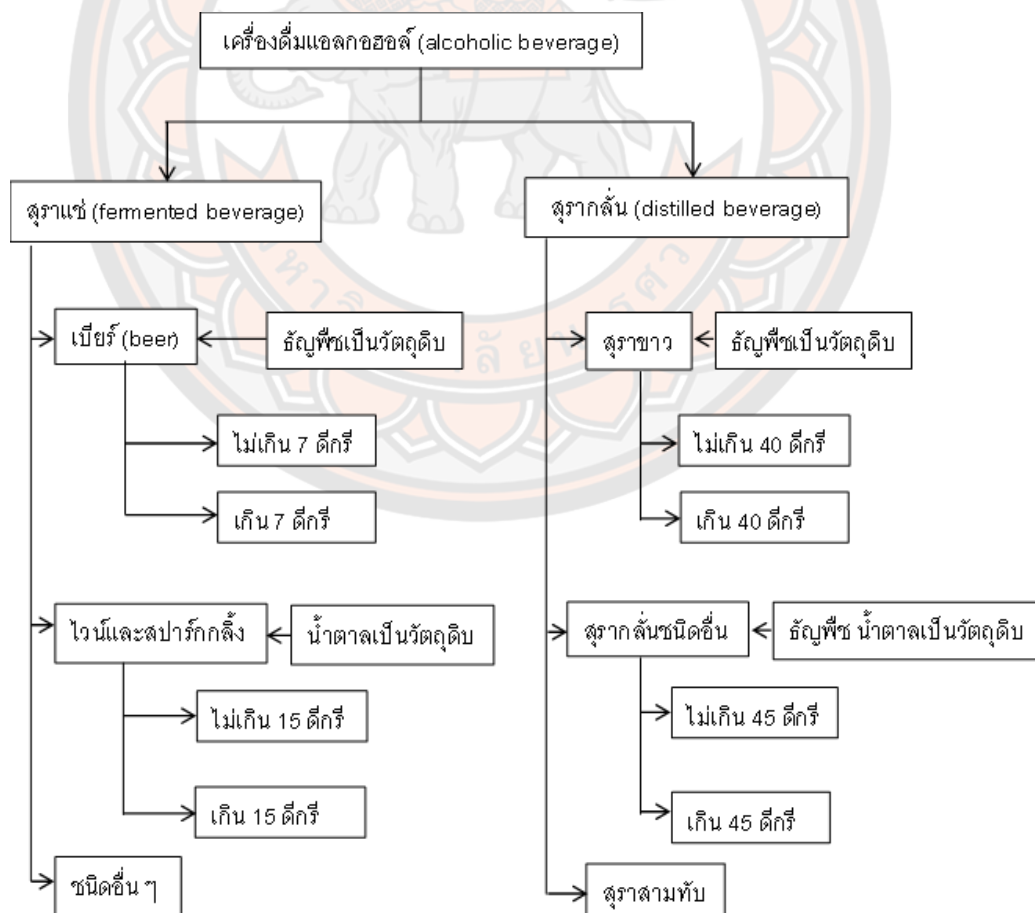 เครื่องดื่มแอลกอฮอล์ (alcoholic beverage)
สุราแช่ (fermented beverage)
สุรากลั่น (distilled beverage)
เบียร์ (beer)
ธัญพืชเป็นวัตถุดิบ
สุราขาว
ธัญพืชเป็นวัตถุดิบ
ไม่เกิน 7 ดีกรี
ไม่เกิน 40 ดีกรี
เกิน 7 ดีกรี
เกิน 40 ดีกรี
ไวน์และสปาร์กกลิ้ง
น้ำตาลเป็นวัตถุดิบ
สุรากลั่นชนิดอื่น
ธัญพืช น้ำตาลเป็นวัตถุดิบ
ไม่เกิน 15 ดีกรี
ไม่เกิน 45 ดีกรี
เกิน 15 ดีกรี
เกิน 45 ดีกรี
ชนิดอื่น ๆ
สุราสามทับ